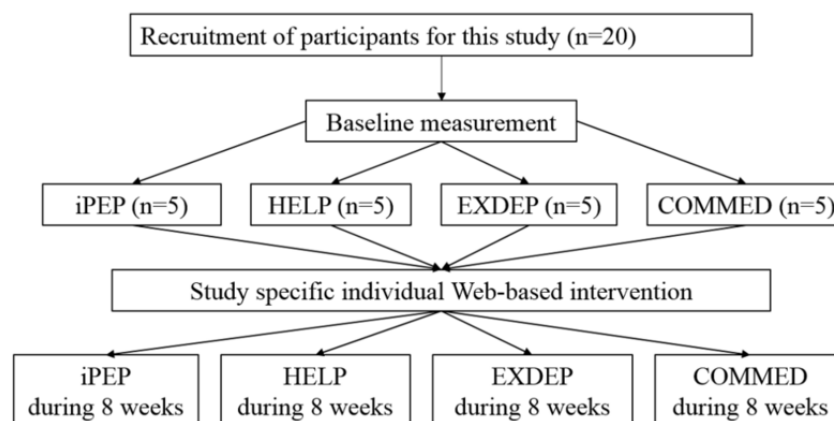 Recruitment of participants for this study (n=20)
Baseline measurement
iPEP (n=5)
HELP (n=5)
EXDEP (n=5)
COMMED (n=5)
Study specific individual Web-based intervention
iPEP
during 8 weeks
HELP
during 8 weeks
EXDEP
during 8 weeks
COMMED
during 8 weeks